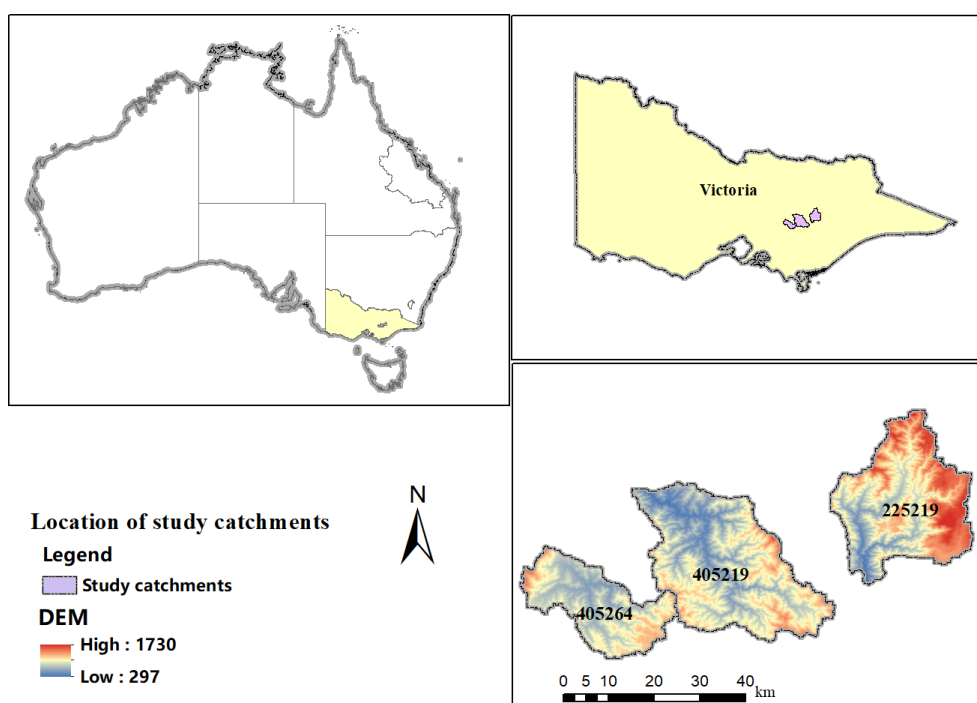 Victoria
Location of study catchments
N
Legend
Study catchments
DEM
High : 1730
Low : 297
225219
405219
405264
0 5 10 20 30 40
km